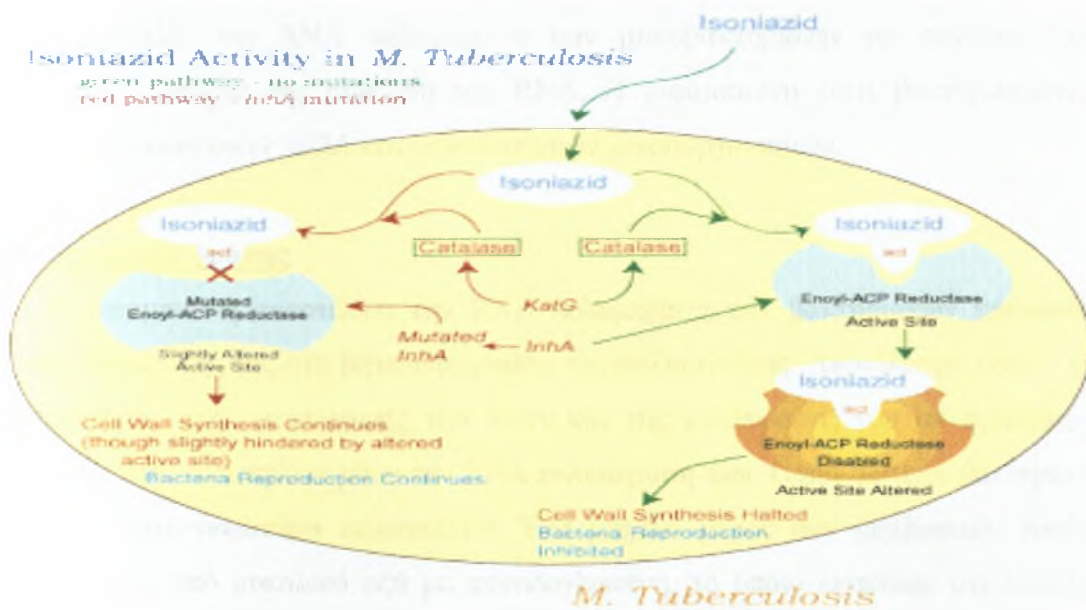 Isoniazid
Isoniazid Activity in M. Tuberculosis
green pathway - no mutations
red pathway - InhA mutation
Isoniazid
Isoniazid
act
Catalase
Catalase
Isoniazid
act
Mutated
Enoyl-ACP Reductase
KatG
Enoyl-ACP Reductase
Active Site
Slightly Altered
Active Site
Mutated
InhA
InhA
Isoniazid
act
Cell Wall Synthesis Continues
(though slightly hindered by altered
active site)
Bacteria Reproduction Continues
Enoyl-ACP Reductase
Disabled
Active Site Altered
Cell Wall Synthesis Halted
Bacteria Reproduction
Inhibited
M. Tuberculosis